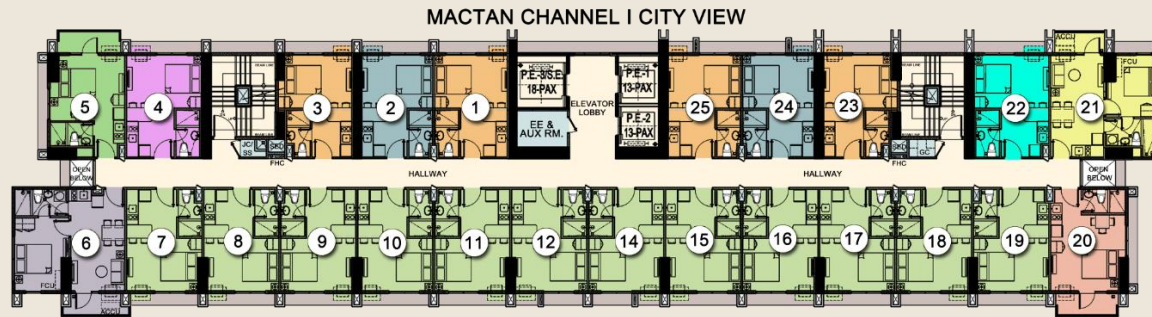 MACTAN CHANNEL I CITY VIEW
ACCU
FCU
5
4
3
2
1
P.E.-3/S.E.
18-PAX
ELEVATOR
LOBBY
P.E.-1
13-PAX
25
24
23
22
21
EE &
AUX RM.
P.E.-2
13-PAX
JC/
SS
FHC
FHC
GC
OPEN
BELOW
HALLWAY
HALLWAY
OPEN
BELOW
6
7
8
9
10
11
12
14
15
16
17
18
19
20
FCU
ACCU